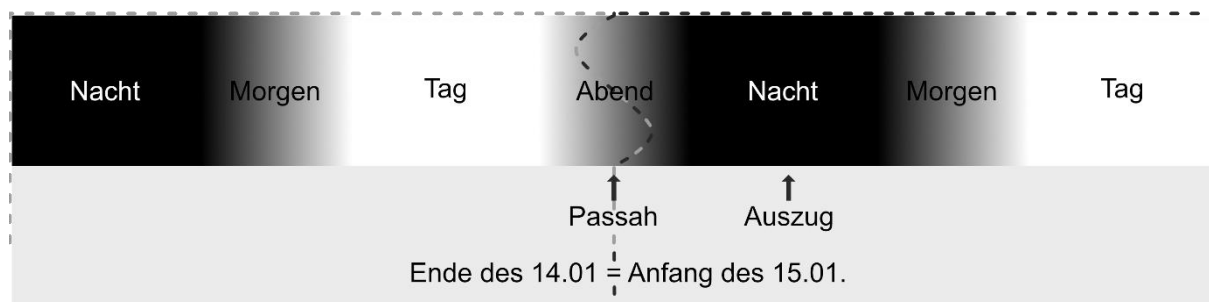 Nacht Morgen Tag Abend Nacht Morgen Tag
Passah Auszug
Ende des 14.01 = Anfang des 15.01.